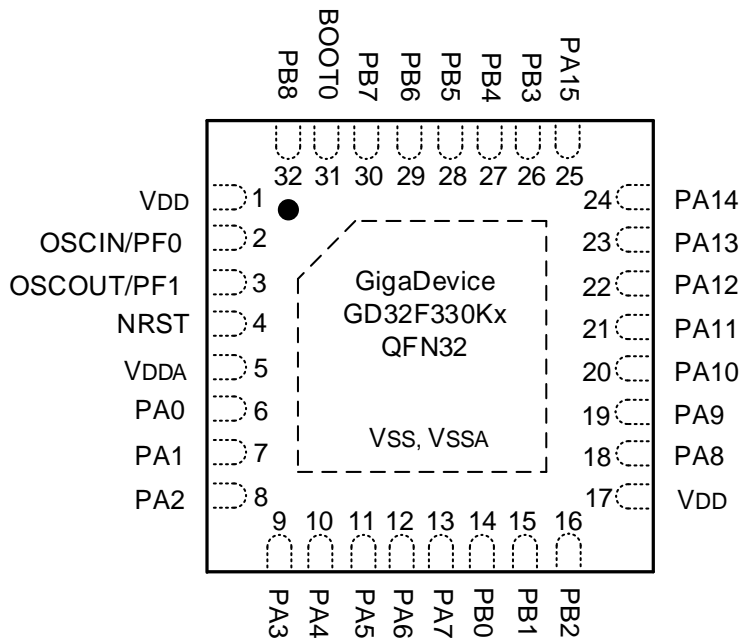 PB8
BOOT0
PB7
PB6
PB5
PB4
PB3
PA15
32 31 30 29 28 27 26 25
VDD 1
OSCIN/PF0 2
OSCOUT/PF1 3
NRST 4
VDDA 5
PA0 6
PA1 7
PA2 8
24 PA14
23 PA13
22 PA12
21 PA11
20 PA10
19 PA9
18 PA8
17 VDD
GigaDevice
GD32F330Kx
QFN32
VSS, VSSA
9 10 11 12 13 14 15 16
PA3
PA4
PA5
PA6
PA7
PB0
PB1
PB2